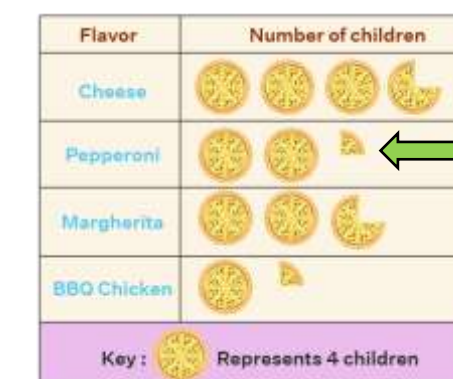 Flavor Number of children
Cheese
Pepperoni
Margherita
BBQ Chicken
Key : Represents 4 children